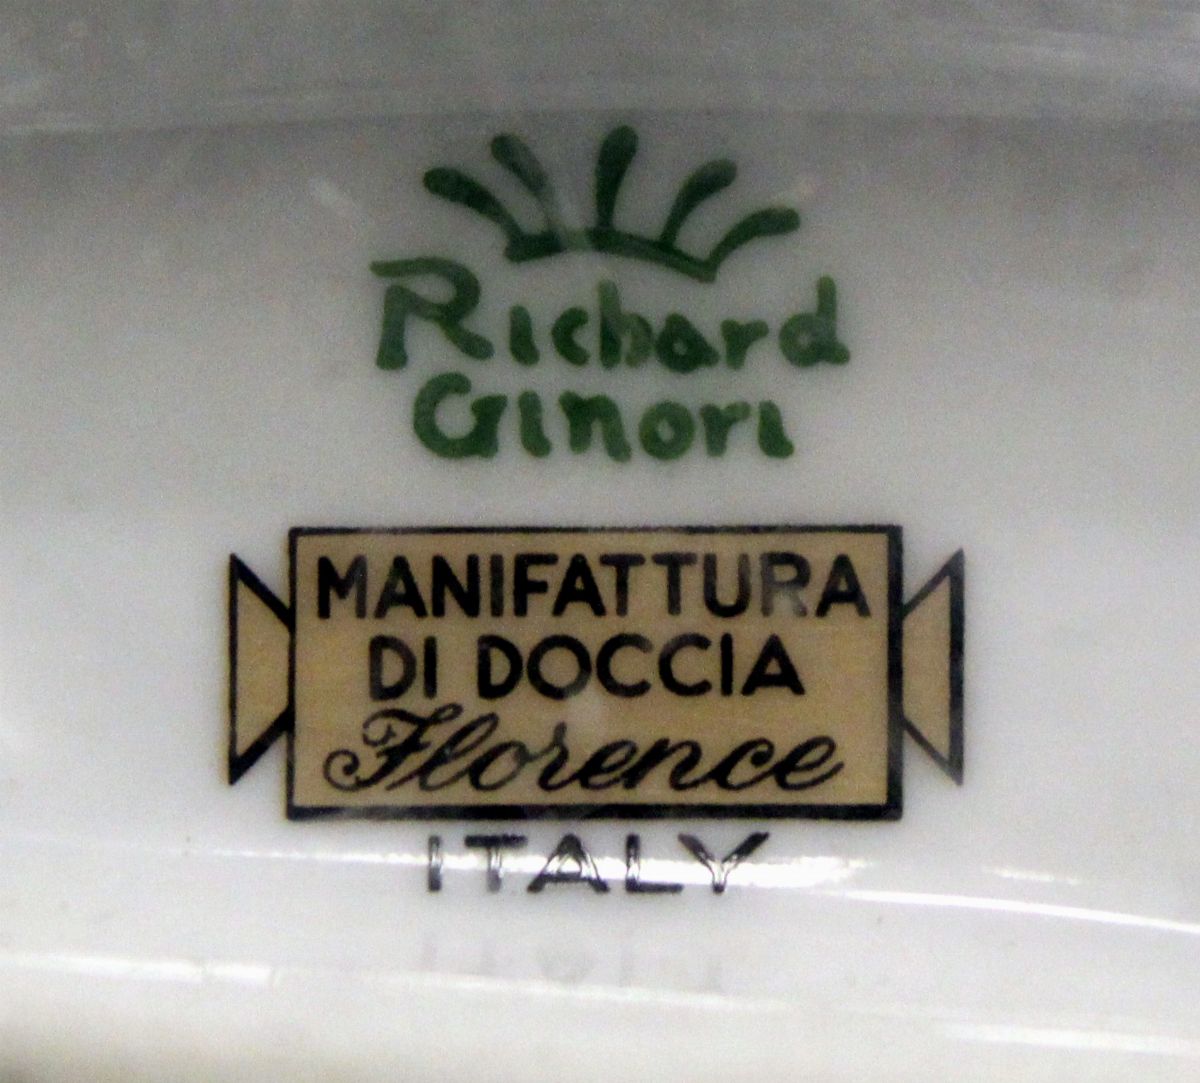 Richard
Ginori
MANIFATTURA
DI DOCCIA
Florence
ITALY